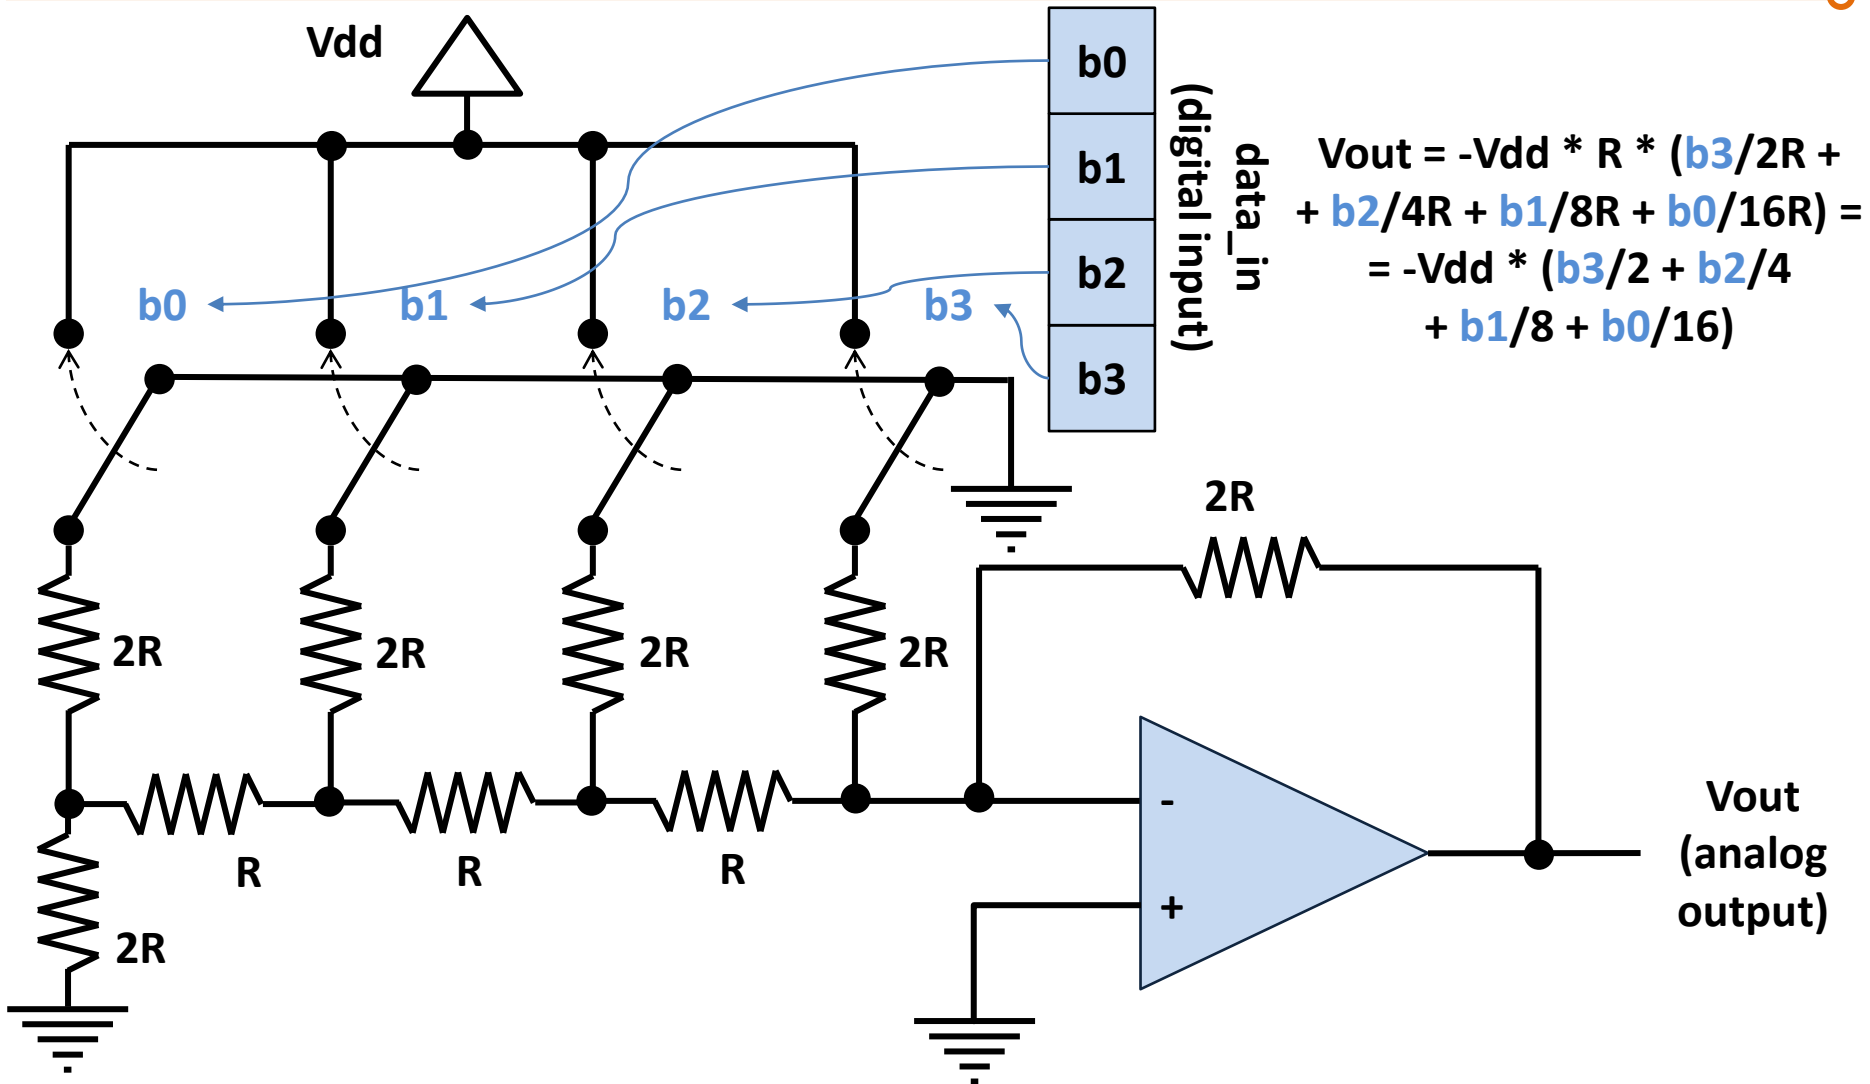 Vdd
b0
b1
b2
b3
data_in
(digital input)
Vout = -Vdd * R * (b3/2R +
+ b2/4R + b1/8R + b0/16R) =
= -Vdd * (b3/2 + b2/4
+ b1/8 + b0/16)
b0
b1
b2
b3
2R
2R
2R
2R
2R
R
R
R
2R
-
+
Vout
(analog
output)